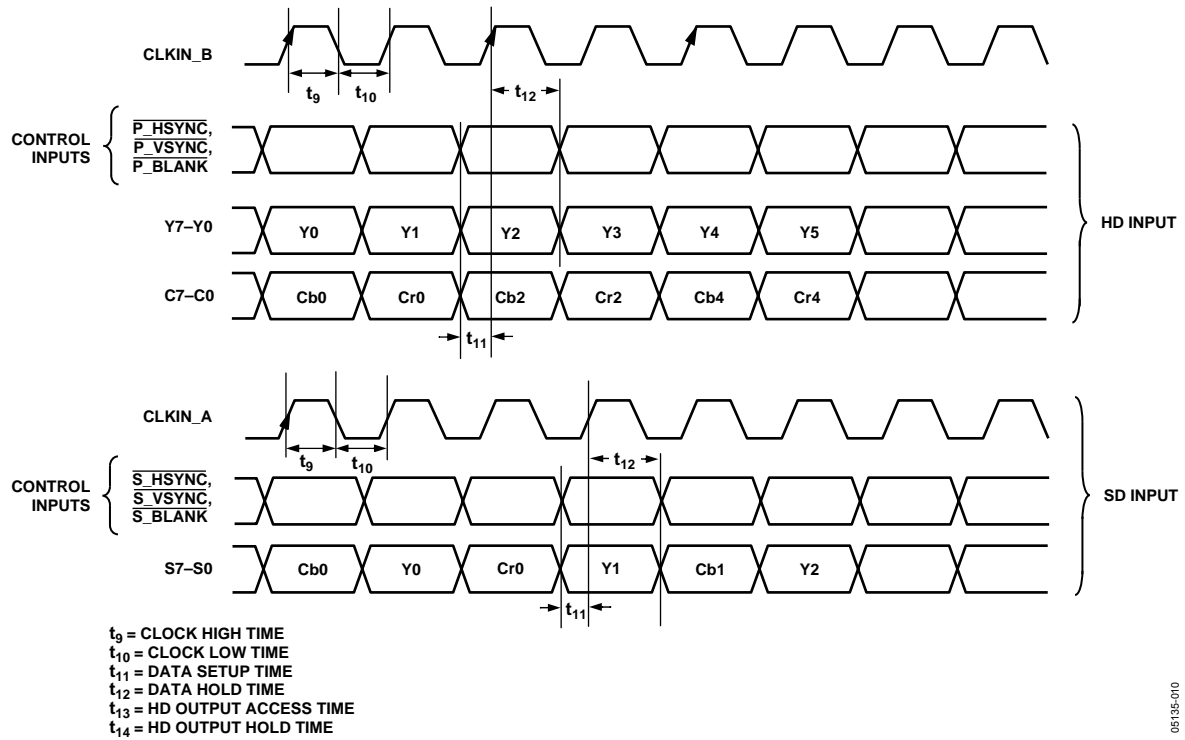 CLKIN_B
t9
t10
t12
CONTROL
INPUTS
P_HSYNC,
P_VSYNC,
P_BLANK
Y7–Y0
Y0
Y1
Y2
Y3
Y4
Y5
HD INPUT
C7–C0
Cb0
Cr0
Cb2
Cr2
Cb4
Cr4
t11
CLKIN_A
t9
t10
t12
CONTROL
INPUTS
S_HSYNC,
S_VSYNC,
S_BLANK
SD INPUT
S7–S0
Cb0
Y0
Cr0
Y1
Cb1
Y2
t11
t9 = CLOCK HIGH TIME
t10 = CLOCK LOW TIME
t11 = DATA SETUP TIME
t12 = DATA HOLD TIME
t13 = HD OUTPUT ACCESS TIME
t14 = HD OUTPUT HOLD TIME
05135-010